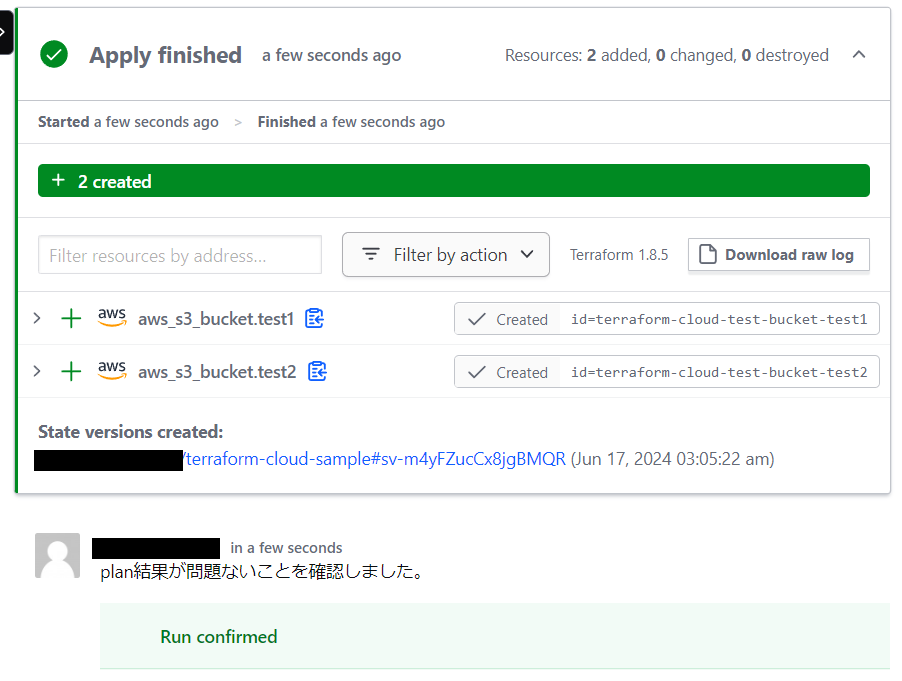 Apply finished a few seconds ago Resources: 2 added, 0 changed, 0 destroyed
Started a few seconds ago > Finished a few seconds ago
+ 2 created
Filter resources by address... Filter by action Terraform 1.8.5 Download raw log
aws aws_s3_bucket.test1 Created id=terraform-cloud-test-bucket-test1
aws aws_s3_bucket.test2 Created id=terraform-cloud-test-bucket-test2
State versions created:
/terraform-cloud-sample#sv-m4yFZucCx8jgBMQR (Jun 17, 2024 03:05:22 am)
in a few seconds
plan結果が問題ないことを確認しました。
Run confirmed